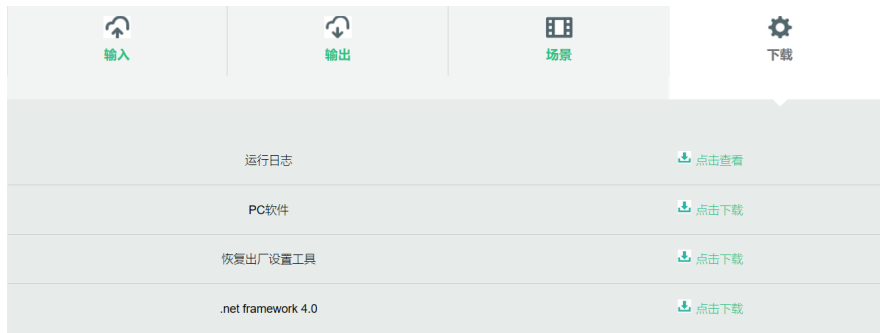 输入 输出 场景 下载
运行日志 点击查看
PC软件 点击下载
恢复出厂设置工具 点击下载
.net framework 4.0 点击下载